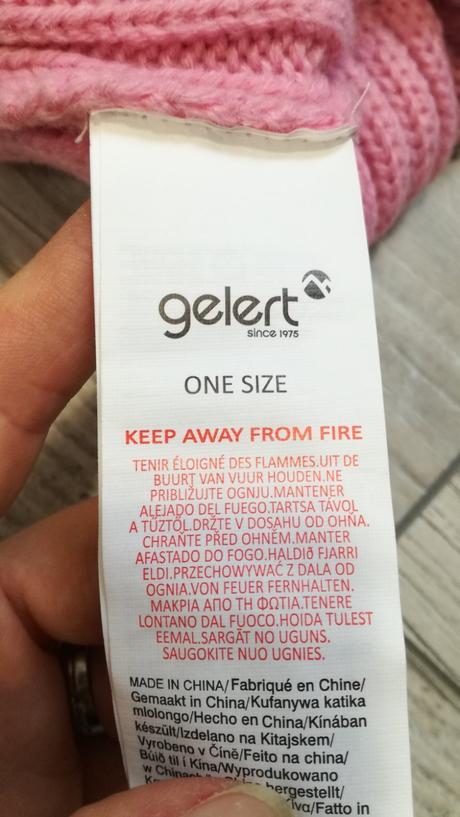 gelert
since 1975
ONE SIZE
KEEP AWAY FROM FIRE
TENIR ÉLOIGNÉ DES FLAMMES.UIT DE
BUURT VAN VUUR HOUDEN.NE
PRIBLIŽUJTE OGNJU.MANTENER
ALEJADO DEL FUEGO.TARTSA TÁVOL
A TŰZTŐL.DRŽTE V DOSAHU OD OHŇA.
CHRAŇTE PŘED OHNĚM.MANTER
AFASTADO DO FOGO.HALDIð FJARRI
ELDI.PRZECHOWYWAĆ Z DALA OD
OGNIA.VON FEUER FERNHALTEN.
ΜΑΚΡΙΑ ΑΠΟ ΤΗ ΦΩΤΙΑ.TENERE
LONTANO DAL FUOCO.HOIDA TULEST
EEMAL.SARGĀT NO UGUNS.
SAUGOKITE NUO UGNIES.
MADE IN CHINA/Fabriqué en Chine/
Gemaakt in China/Kufanywa katika
mlolongo/Hecho en China/Kínában
készült/Izdelano na Kitajskem/
Vyrobeno v Číně/Feito na china/
Búið til í Kína/Wyprodukowano
w Chinach/ hergestellt/
Κίνα/Fatto in